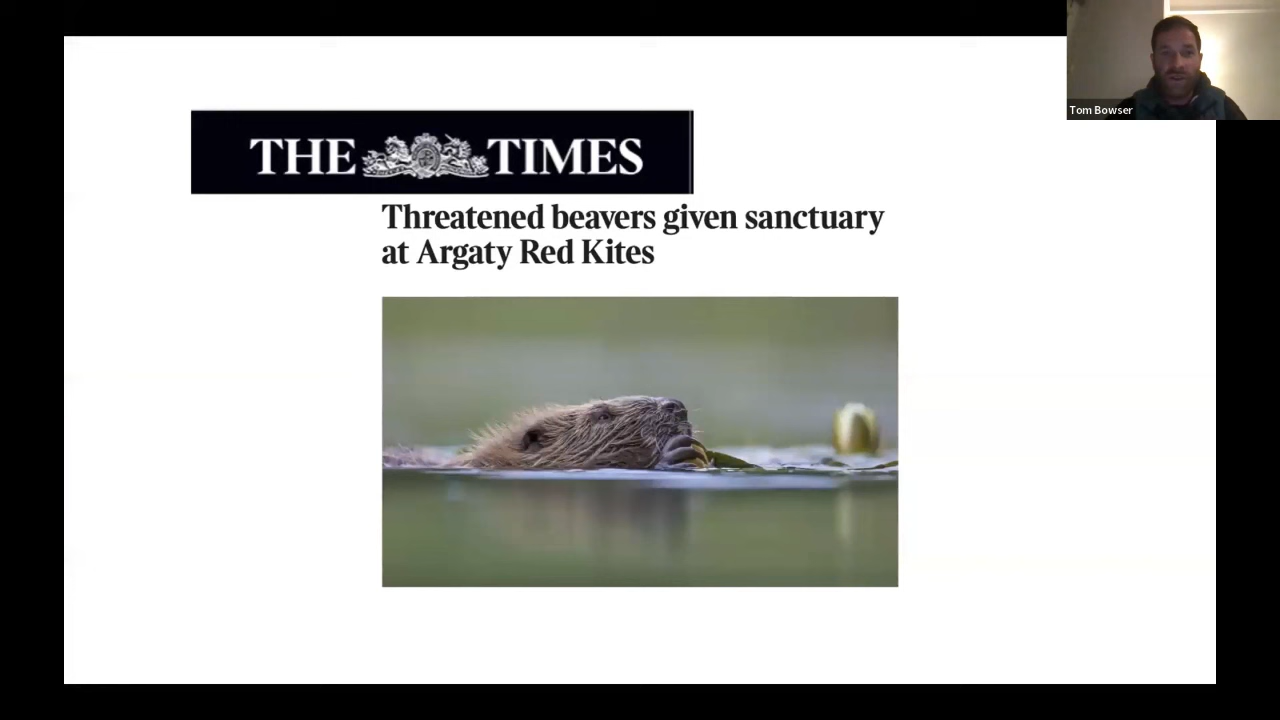 THE TIMES
Threatened beavers given sanctuary
at Argaty Red Kites
Tom Bowser